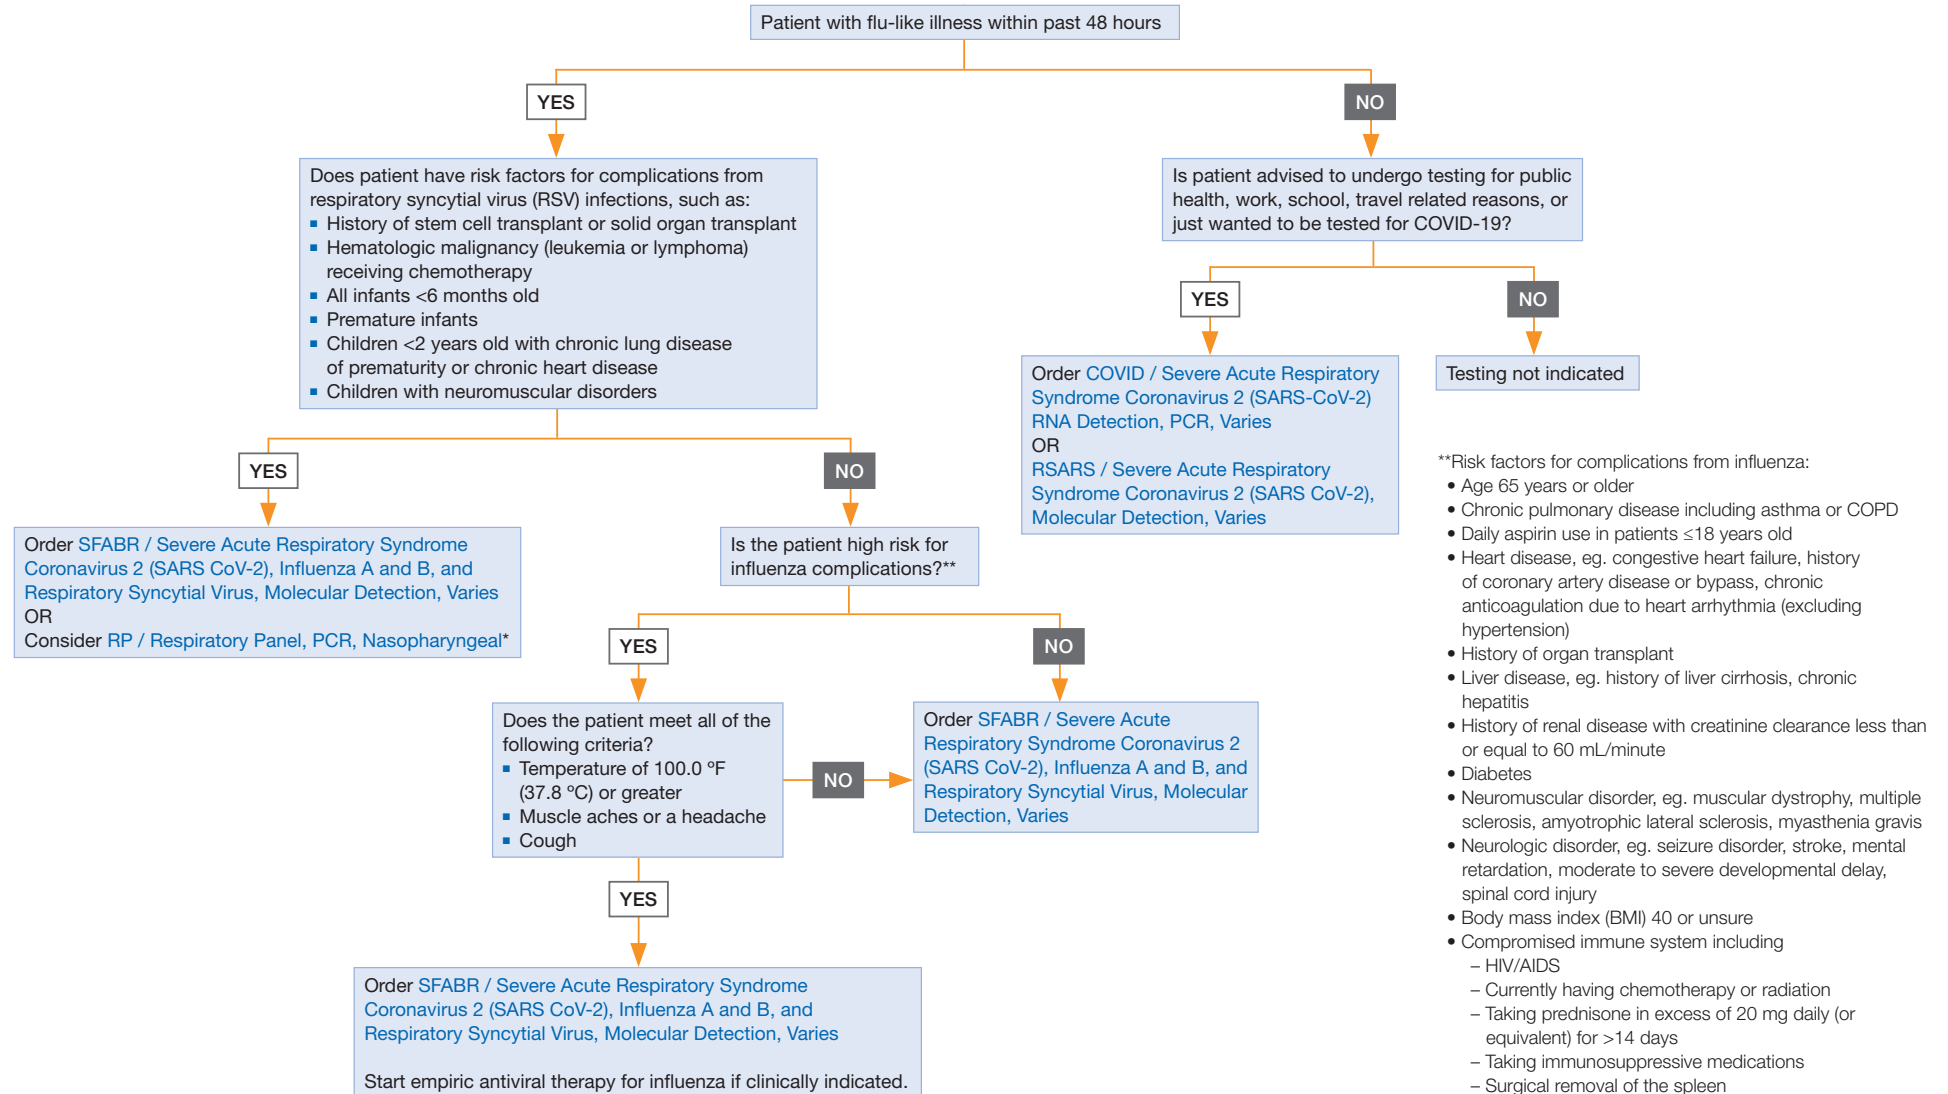 Patient with flu-like illness within past 48 hours
YES
NO
Does patient have risk factors for complications from
respiratory syncytial virus (RSV) infections, such as:
■ History of stem cell transplant or solid organ transplant
■ Hematologic malignancy (leukemia or lymphoma)
receiving chemotherapy
■ All infants <6 months old
■ Premature infants
■ Children <2 years old with chronic lung disease
of prematurity or chronic heart disease
■ Children with neuromuscular disorders
Is patient advised to undergo testing for public
health, work, school, travel related reasons, or
just wanted to be tested for COVID-19?
YES
NO
Order COVID / Severe Acute Respiratory
Syndrome Coronavirus 2 (SARS-CoV-2)
RNA Detection, PCR, Varies
OR
RSARS / Severe Acute Respiratory
Syndrome Coronavirus 2 (SARS CoV-2),
Molecular Detection, Varies
Testing not indicated
YES
NO
Order SFABR / Severe Acute Respiratory Syndrome
Coronavirus 2 (SARS CoV-2), Influenza A and B, and
Respiratory Syncytial Virus, Molecular Detection, Varies
OR
Consider RP / Respiratory Panel, PCR, Nasopharyngeal*
Is the patient high risk for
influenza complications?**
YES
NO
Does the patient meet all of the
following criteria?
■ Temperature of 100.0 ºF
(37.8 ºC) or greater
■ Muscle aches or a headache
■ Cough
NO
Order SFABR / Severe Acute
Respiratory Syndrome Coronavirus 2
(SARS CoV-2), Influenza A and B, and
Respiratory Syncytial Virus, Molecular
Detection, Varies
YES
Order SFABR / Severe Acute Respiratory Syndrome
Coronavirus 2 (SARS CoV-2), Influenza A and B, and
Respiratory Syncytial Virus, Molecular Detection, Varies
Start empiric antiviral therapy for influenza if clinically indicated.
**Risk factors for complications from influenza:
• Age 65 years or older
• Chronic pulmonary disease including asthma or COPD
• Daily aspirin use in patients ≤18 years old
• Heart disease, eg. congestive heart failure, history
of coronary artery disease or bypass, chronic
anticoagulation due to heart arrhythmia (excluding
hypertension)
• History of organ transplant
• Liver disease, eg. history of liver cirrhosis, chronic
hepatitis
• History of renal disease with creatinine clearance less than
or equal to 60 mL/minute
• Diabetes
• Neuromuscular disorder, eg. muscular dystrophy, multiple
sclerosis, amyotrophic lateral sclerosis, myasthenia gravis
• Neurologic disorder, eg. seizure disorder, stroke, mental
retardation, moderate to severe developmental delay,
spinal cord injury
• Body mass index (BMI) 40 or unsure
• Compromised immune system including
– HIV/AIDS
– Currently having chemotherapy or radiation
– Taking prednisone in excess of 20 mg daily (or
equivalent) for >14 days
– Taking immunosuppressive medications
– Surgical removal of the spleen